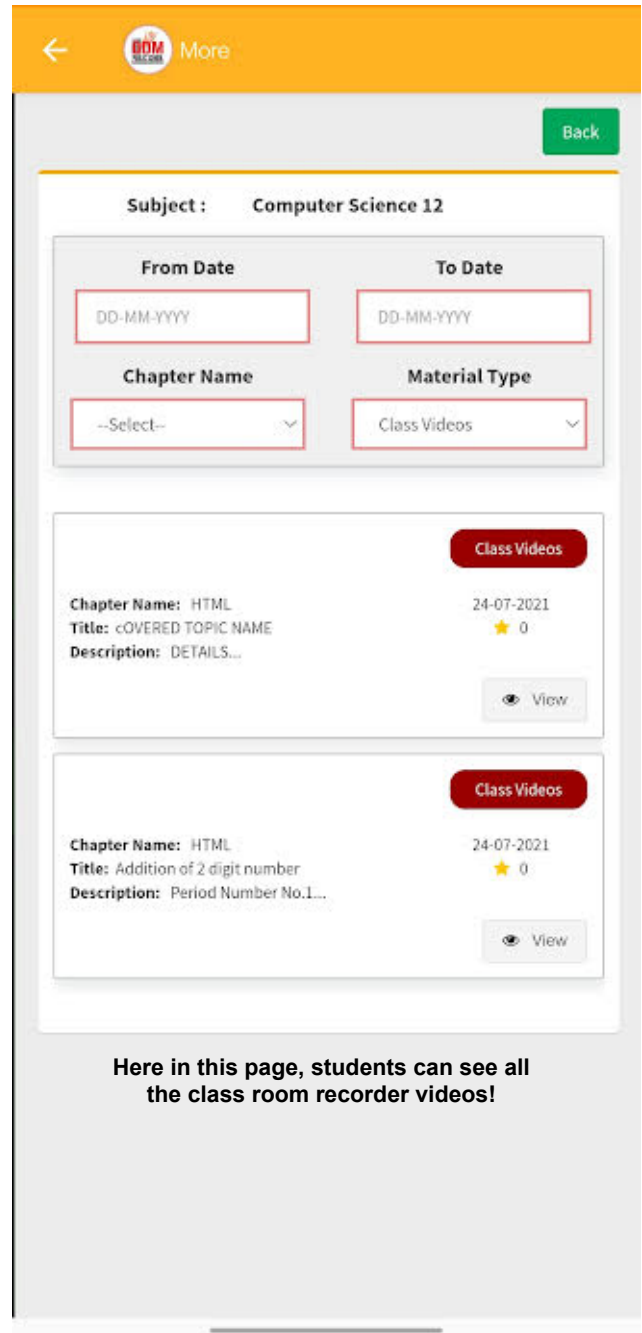 More
Back
Subject : Computer Science 12
From Date To Date
DD-MM-YYYY DD-MM-YYYY
Chapter Name Material Type
--Select-- Class Videos
Class Videos
Chapter Name: HTML 24-07-2021
Title: cOVERED TOPIC NAME 0
Description: DETAILS...
View
Class Videos
Chapter Name: HTML 24-07-2021
Title: Addition of 2 digit number 0
Description: Period Number No.1...
View
Here in this page, students can see all
the class room recorder videos!